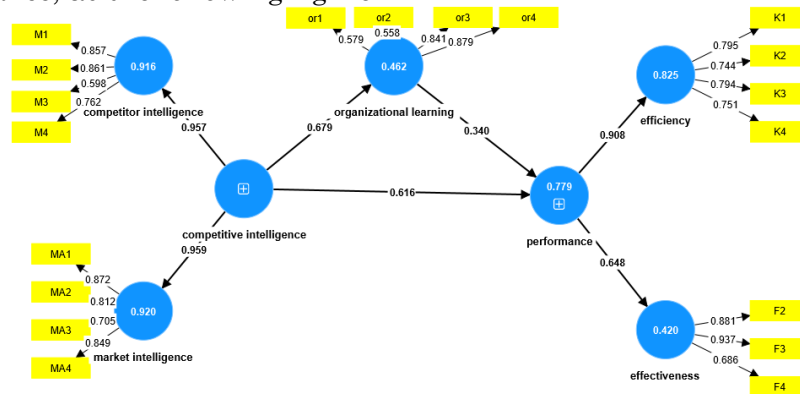 or1
or2
or3
or4
K1
M1
0.579
0.558
0.841
0.879
0.857
0.795
K2
M2
0.861
0.916
0.462
0.744
0.598
0.825
0.794
K3
M3
0.762
0.751
competitor intelligence
organizational learning
efficiency
M4
K4
0.957
0.679
0.340
0.908
0.779
0.616
competitive intelligence
performance
0.959
MA1
0.648
0.872
MA2
0.812
0.920
0.881
F2
0.705
MA3
0.420
0.937
F3
0.849
market intelligence
0.686
MA4
effectiveness
F4